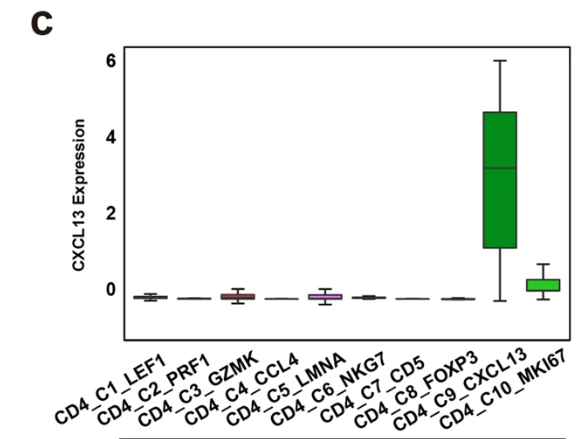 C
CXCL13 Expression
6
4
2
0
CD4_C1_LEF1
CD4_C2_PRF1
CD4_C3_GZMK
CD4_C4_CCL4
CD4_C5_LMNA
CD4_C6_NKG7
CD4_C7_CD5
CD4_C8_FOXP3
CD4_C9_CXCL13
CD4_C10_MKI67